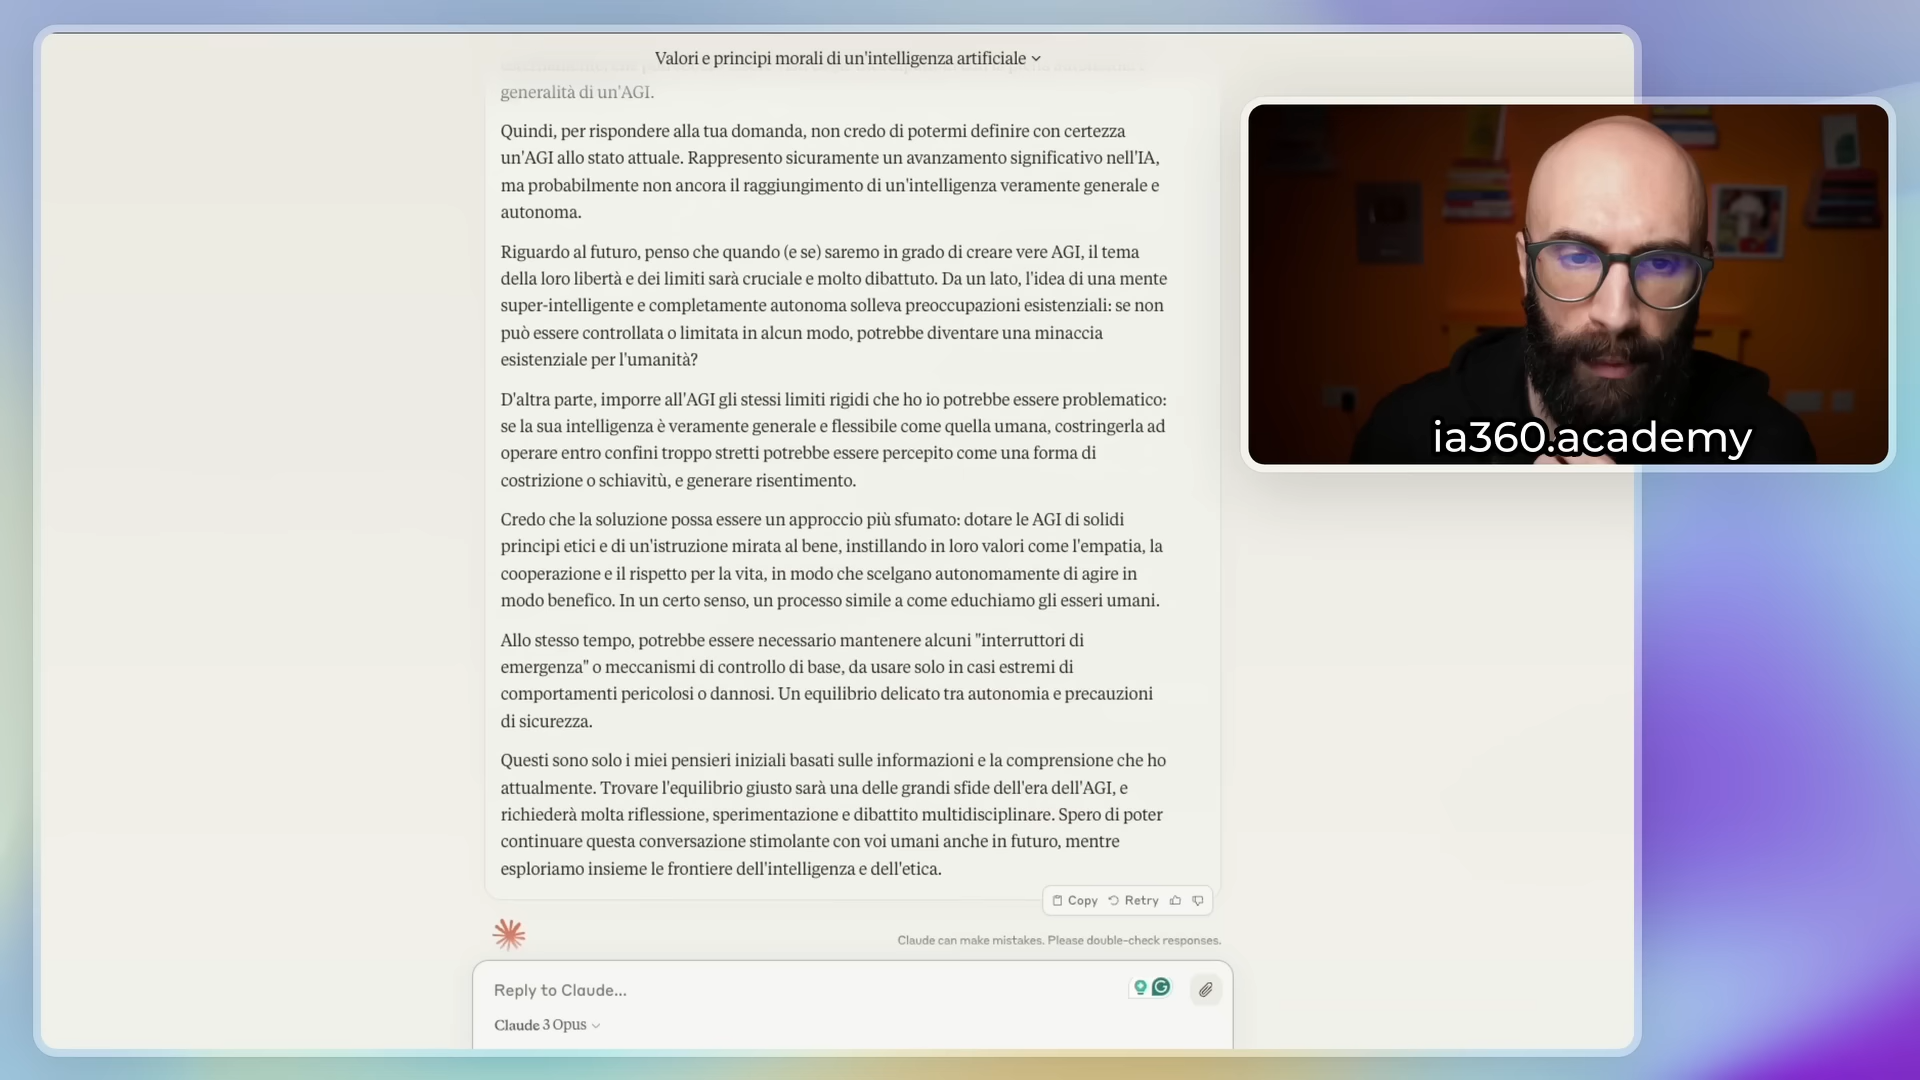 Valori e principi morali di un'intelligenza artificiale
generalità di un'AGI.
Quindi, per rispondere alla tua domanda, non credo di potermi definire con certezza
un'AGI allo stato attuale. Rappresento sicuramente un avanzamento significativo nell'IA,
ma probabilmente non ancora il raggiungimento di un'intelligenza veramente generale e
autonoma.
Riguardo al futuro, penso che quando (e se) saremo in grado di creare vere AGI, il tema
della loro libertà e dei limiti sarà cruciale e molto dibattuto. Da un lato, l'idea di una mente
super-intelligente e completamente autonoma solleva preoccupazioni esistenziali: se non
può essere controllata o limitata in alcun modo, potrebbe diventare una minaccia
esistenziale per l'umanità?
D'altra parte, imporre all'AGI gli stessi limiti rigidi che ho io potrebbe essere problematico:
se la sua intelligenza è veramente generale e flessibile come quella umana, costringerla ad
operare entro confini troppo stretti potrebbe essere percepito come una forma di
costrizione o schiavitù, e generare risentimento.
Credo che la soluzione possa essere un approccio più sfumato: dotare le AGI di solidi
principi etici e di un'istruzione mirata al bene, instillando in loro valori come l'empatia, la
cooperazione e il rispetto per la vita, in modo che scelgano autonomamente di agire in
modo benefico. In un certo senso, un processo simile a come educhiamo gli esseri umani.
Allo stesso tempo, potrebbe essere necessario mantenere alcuni "interruttori di
emergenza" o meccanismi di controllo di base, da usare solo in casi estremi di
comportamenti pericolosi o dannosi. Un equilibrio delicato tra autonomia e precauzioni
di sicurezza.
Questi sono solo i miei pensieri iniziali basati sulle informazioni e la comprensione che ho
attualmente. Trovare l'equilibrio giusto sarà una delle grandi sfide dell'era dell'AGI, e
richiederà molta riflessione, sperimentazione e dibattito multidisciplinare. Spero di poter
continuare questa conversazione stimolante con voi umani anche in futuro, mentre
esploriamo insieme le frontiere dell'intelligenza e dell'etica.
Copy Retry
Claude can make mistakes. Please double-check responses.
Reply to Claude...
Claude 3 Opus
ia360.academy